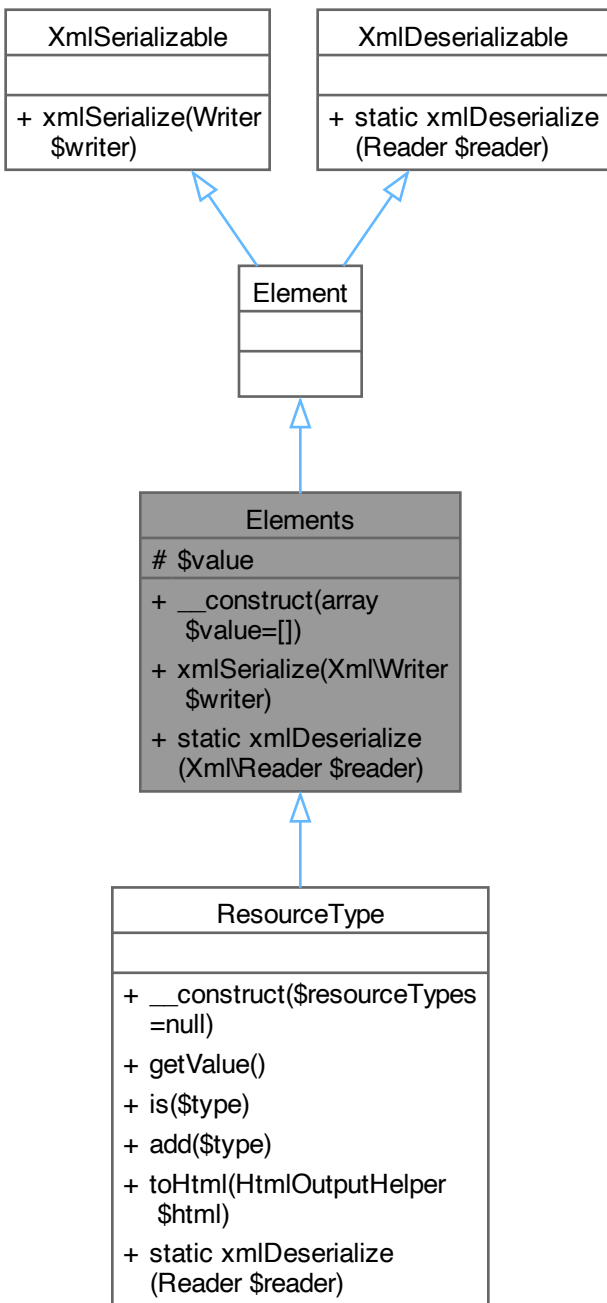 XmlSerializable
+ xmlSerialize(Writer
$writer)
XmlDeserializable
+ static xmlDeserialize
(Reader $reader)
Element
Elements
# $value
+ __construct(array
$value=[])
+ xmlSerialize(Xml\Writer
$writer)
+ static xmlDeserialize
(Xml\Reader $reader)
ResourceType
+ __construct($resourceTypes
=null)
+ getValue()
+ is($type)
+ add($type)
+ toHtml(HtmlOutputHelper
$html)
+ static xmlDeserialize
(Reader $reader)